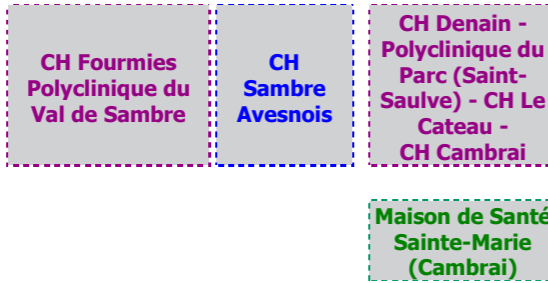 CH Fourmies
Polyclinique du
Val de Sambre
CH
Sambre
Avesnois
CH Denain -
Polyclinique du
Parc (Saint-
Saulve) - CH Le
Cateau -
CH Cambrai
Maison de Santé
Sainte-Marie
(Cambrai)